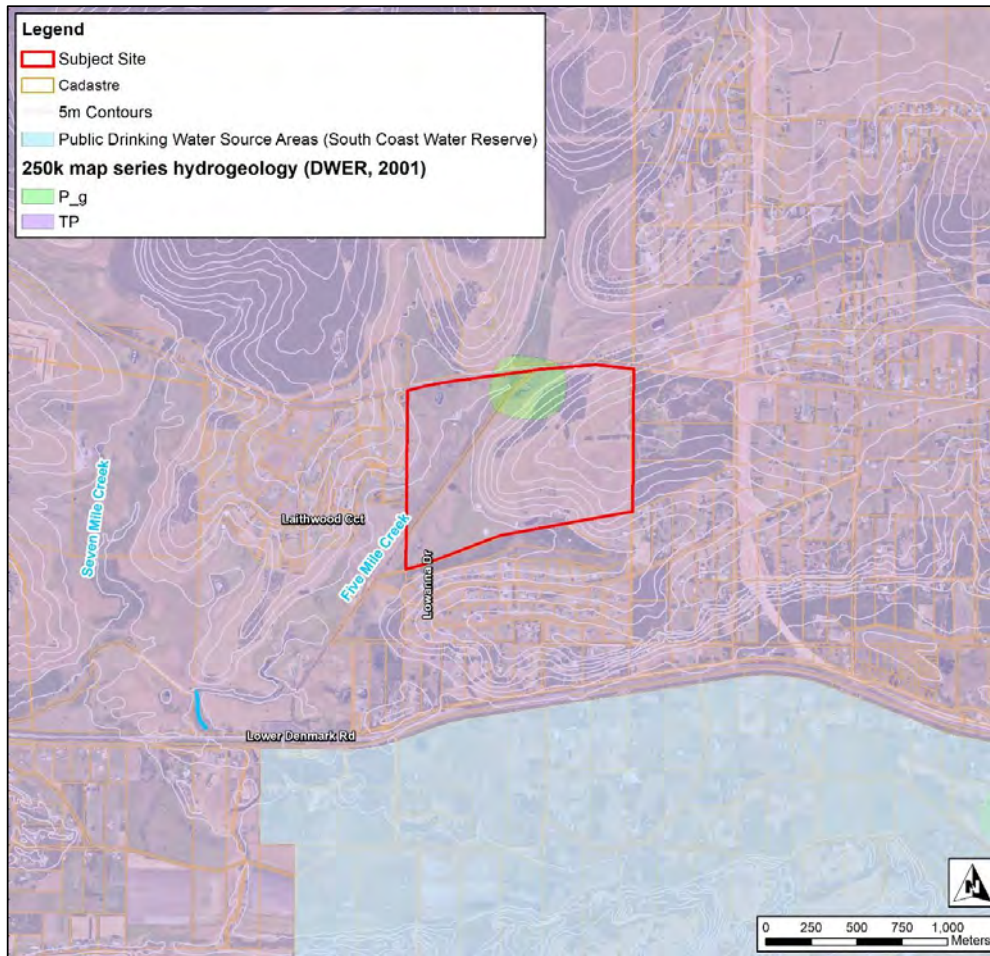 Legend
Subject Site
Cadastre
5m Contours
Public Drinking Water Source Areas (South Coast Water Reserve)
250k map series hydrogeology (DWER, 2001)
P_g
TP
Seven Mile Creek
Laithwood Cct
Five Mile Creek
Lowanna Dr
Lower Denmark Rd
N
0 250 500 750 1,000
Meters